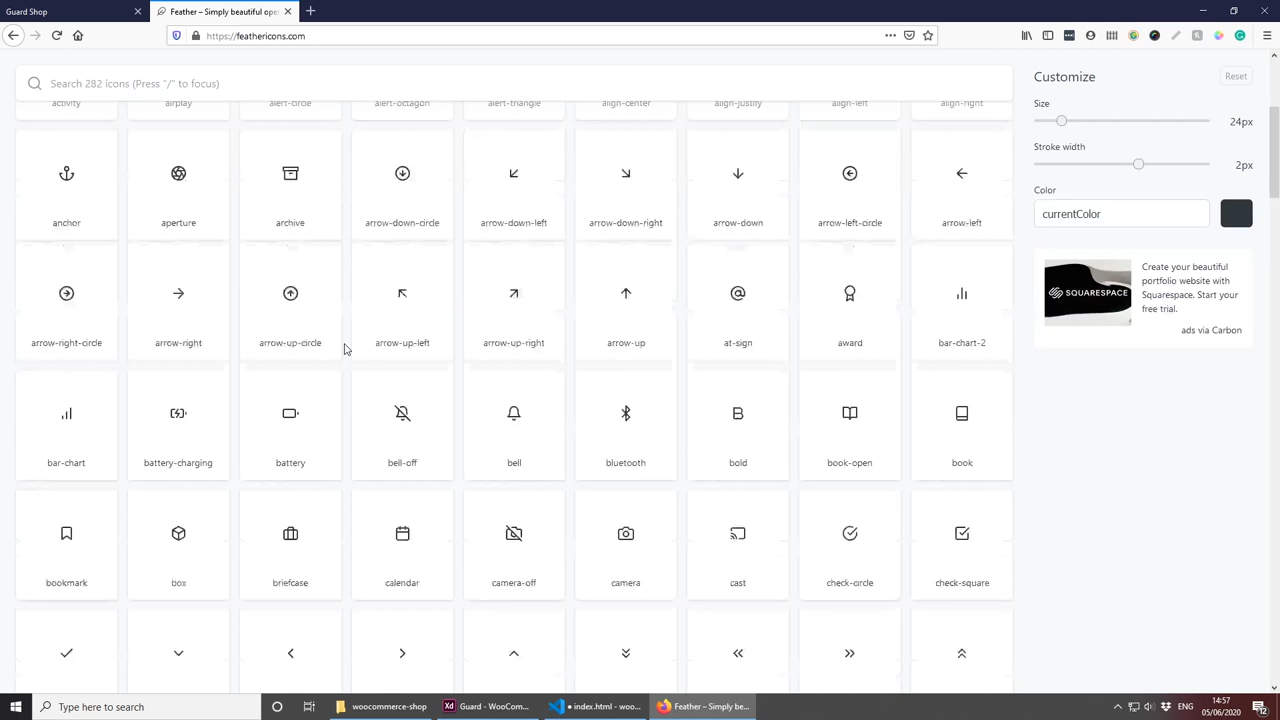 Guard Shop
Feather – Simply beautiful ope
https://feathericons.com
Search 282 icons (Press "/" to focus)
Customize
Reset
activity airplay alert-circle alert-octagon alert-triangle align-center align-justify align-left align-right
Size
24px
Stroke width
2px
Color
currentColor
anchor aperture archive arrow-down-circle arrow-down-left arrow-down-right arrow-down arrow-left-circle arrow-left
SQUARESPACE
Create your beautiful
portfolio website with
Squarespace. Start your
free trial.
ads via Carbon
arrow-right-circle arrow-right arrow-up-circle arrow-up-left arrow-up-right arrow-up at-sign award bar-chart-2
bar-chart battery-charging battery bell-off bell bluetooth bold book-open book
bookmark box briefcase calendar camera-off camera cast check-circle check-square
Type here to search
woocommerce-shop
Xd
Guard - WooCom...
• index.html - woo...
Feather – Simply be...
ENG
14:57
05/06/2020
12